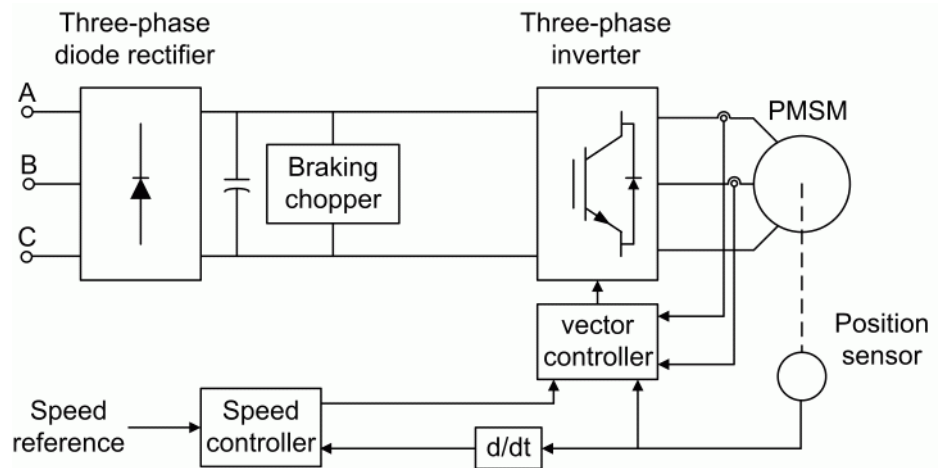 Three-phase
diode rectifier
Three-phase
inverter
A
B
C
Braking
chopper
PMSM
vector
controller
Position
sensor
Speed
reference
Speed
controller
d/dt